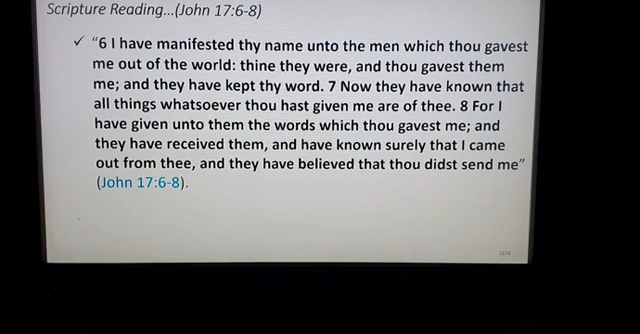 Scripture Reading...(John 17:6-8)
✓ “6 I have manifested thy name unto the men which thou gavest
me out of the world: thine they were, and thou gavest them
me; and they have kept thy word. 7 Now they have known that
all things whatsoever thou hast given me are of thee. 8 For I
have given unto them the words which thou gavest me; and
they have received them, and have known surely that I came
out from thee, and they have believed that thou didst send me”
(John 17:6-8).